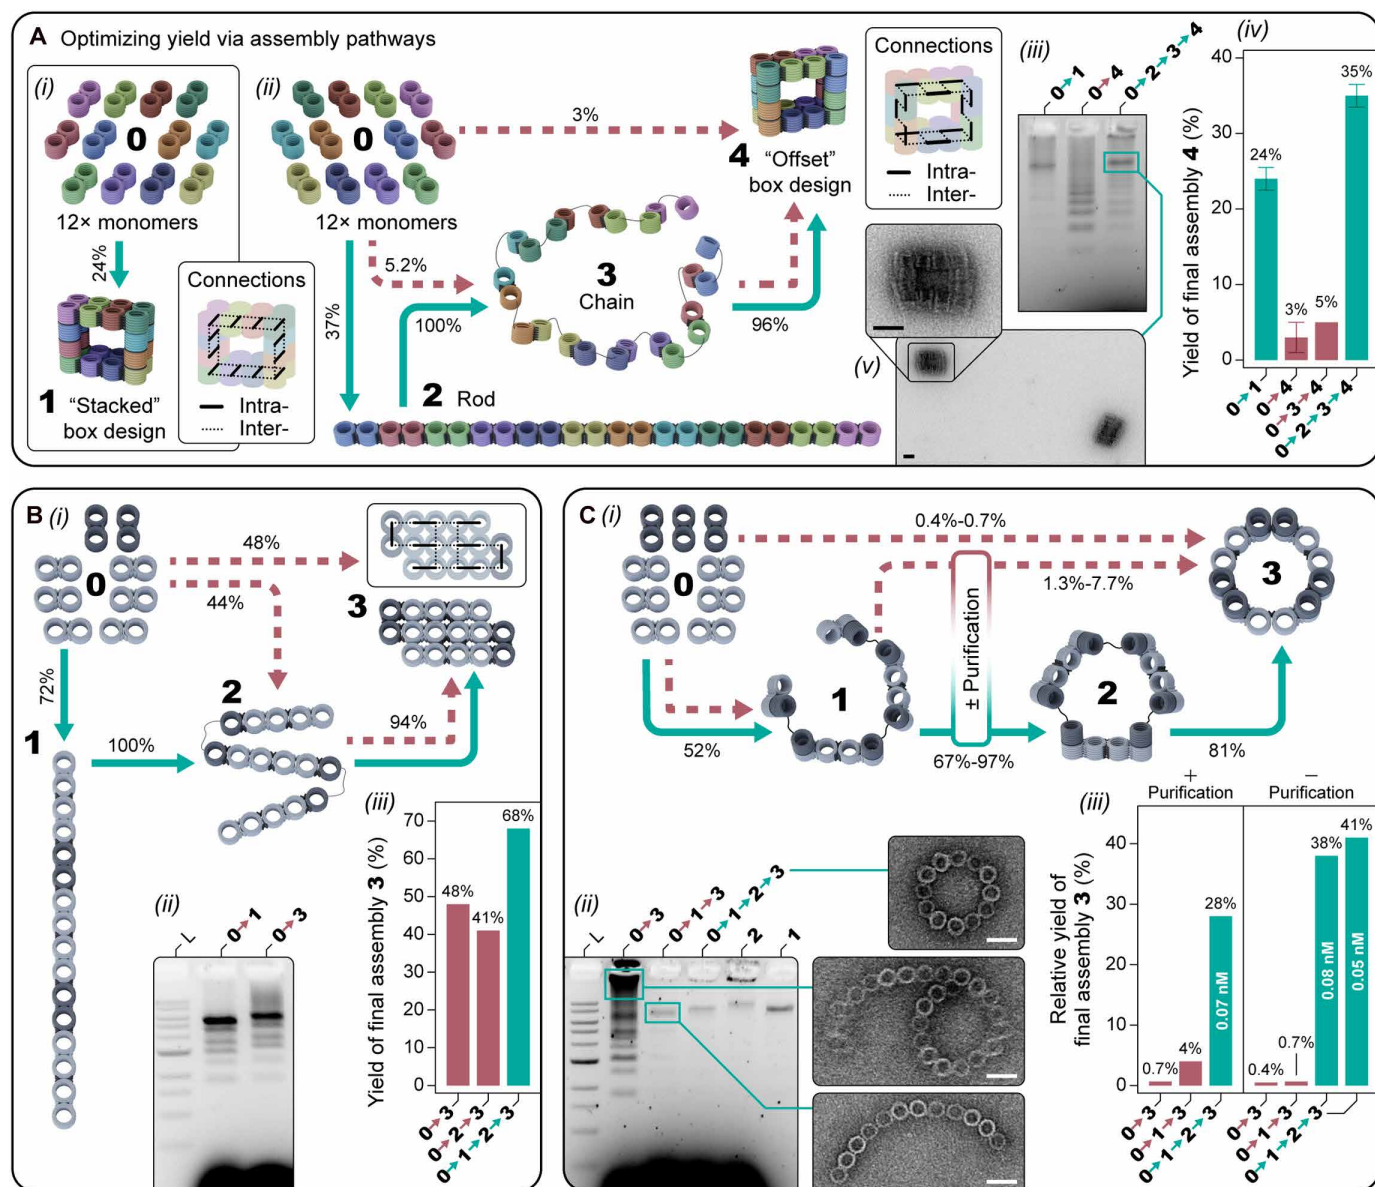 A Optimizing yield via assembly pathways
(i)
0
12× monomers
24%
1 "Stacked"
box design
Connections
Intra-
Inter-
(ii)
0
12× monomers
3%
5.2%
37%
100%
3
Chain
96%
2 Rod
4 "Offset"
box design
Connections
Intra-
Inter-
(iii)
0→1
0→4
0→2→3→4
(v)
(iv)
Yield of final assembly 4 (%)
40
30
20
10
0
24%
3%
5%
35%
0→1
0→4
0→3→4
0→2→3→4
B (i)
0
48%
44%
72%
1
100%
2
94%
3
(ii)
L
0→1
0→3
(iii)
Yield of final assembly 3 (%)
70
60
50
40
30
20
10
0
48%
41%
68%
0→3
0→2→3
0→1→2→3
C (i)
0
0.4%-0.7%
1.3%-7.7%
± Purification
52%
1
67%-97%
2
81%
3
(ii)
L
0→3
0→1→3
0→1→2→3
2
1
(iii)
+
Purification
−
Purification
Relative yield of
final assembly 3 (%)
40
30
20
10
0
0.7%
4%
28%
0.07 nM
0.4%
0.7%
38%
0.08 nM
41%
0.05 nM
0→3
0→1→3
0→1→2→3
0→3
0→1→3
0→1→2→3